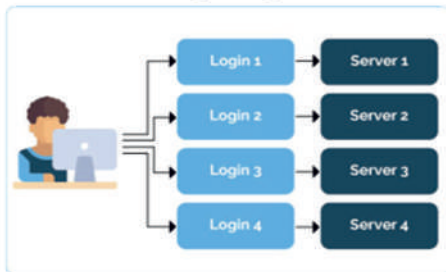 Login 1
Server 1
Login 2
Server 2
Login 3
Server 3
Login 4
Server 4